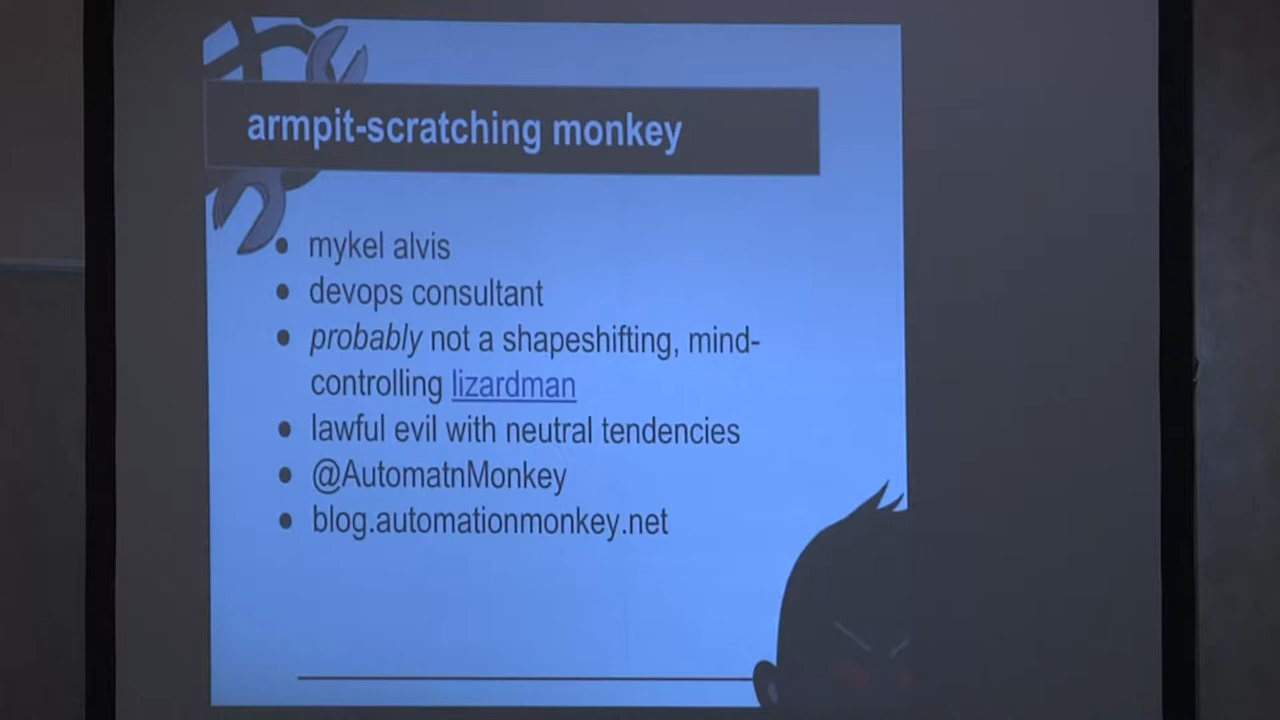 armpit-scratching monkey
mykel alvis
devops consultant
probably not a shapeshifting, mind-
controlling lizardman
lawful evil with neutral tendencies
@AutomatnMonkey
blog.automationmonkey.net